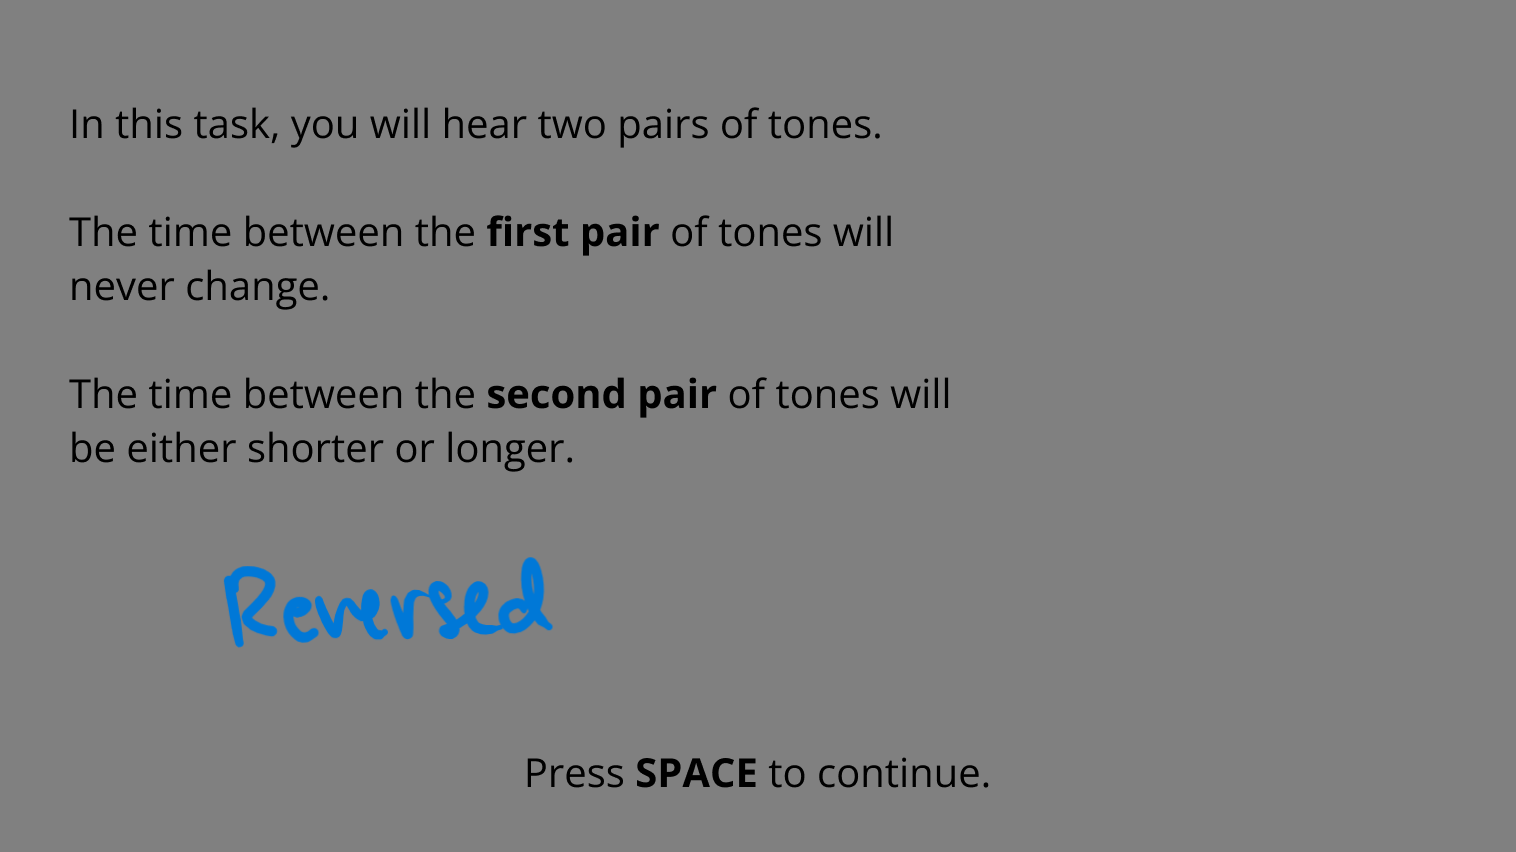 In this task, you will hear two pairs of tones.
The time between the first pair of tones will
never change.
The time between the second pair of tones will
be either shorter or longer.
Reversed
Press SPACE to continue.